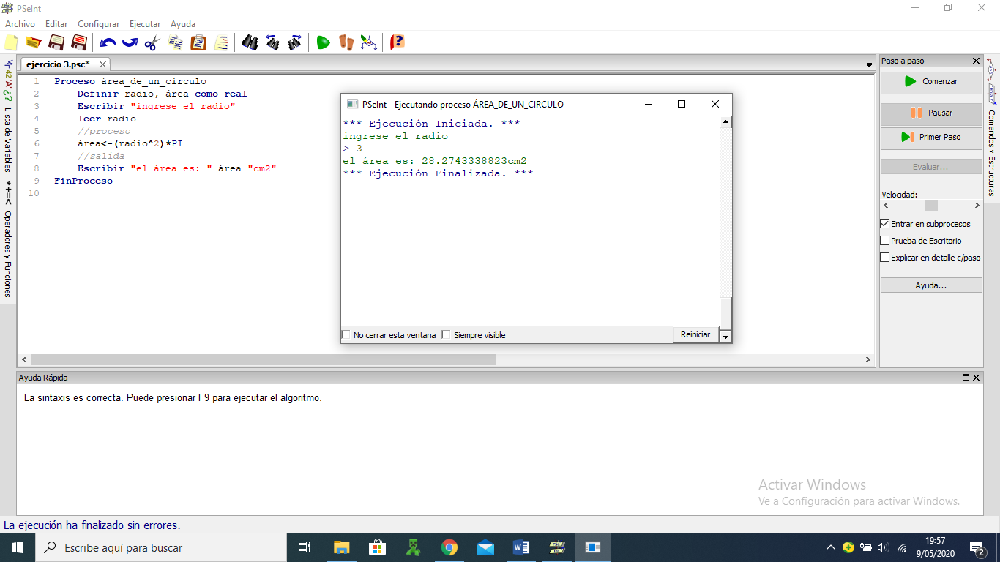 PSeInt
Archivo Editar Configurar Ejecutar Ayuda
ejercicio 3.psc*
1 Proceso área_de_un_circulo
2 Definir radio, área como real
3 Escribir "ingrese el radio"
4 leer radio
5 //proceso
6 área<-(radio^2)*PI
7 //salida
8 Escribir "el área es: " área "cm2"
9 FinProceso
10
PSeInt - Ejecutando proceso ÁREA_DE_UN_CIRCULO
*** Ejecución Iniciada. ***
ingrese el radio
> 3
el área es: 28.2743338823cm2
*** Ejecución Finalizada. ***
No cerrar esta ventana Siempre visible Reiniciar
42 'A' ¿? Lista de Variables
*+=< Operadores y Funciones
Paso a paso
Comenzar
Pausar
Primer Paso
Evaluar...
Velocidad:
Entrar en subprocesos
Prueba de Escritorio
Explicar en detalle c/paso
Ayuda...
Comandos y Estructuras
Ayuda Rápida
La sintaxis es correcta. Puede presionar F9 para ejecutar el algoritmo.
Activar Windows
Ve a Configuración para activar Windows.
La ejecución ha finalizado sin errores.
Escribe aquí para buscar
19:57
9/05/2020
2